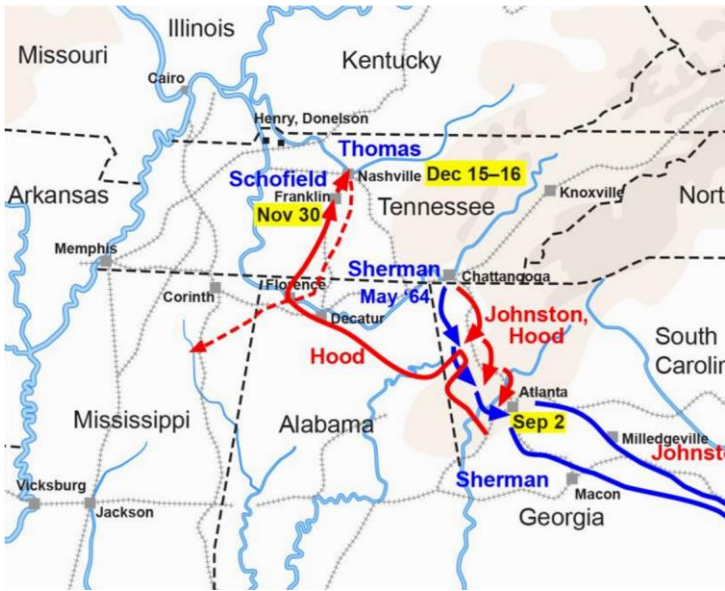 Illinois
Missouri
Kentucky
Cairo
Henry, Donelson
Thomas
Schofield
Nashville
Dec 15–16
Arkansas
Franklin
Nov 30
Tennessee
Knoxville
Nort
Memphis
Sherman
May '64
Chattangoga
Florence
Corinth
Decatur
Johnston,
Hood
Hood
South
Carolin
Atlanta
Sep 2
Mississippi
Alabama
Milledgeville
Johnst
Sherman
Vicksburg
Jackson
Macon
Georgia